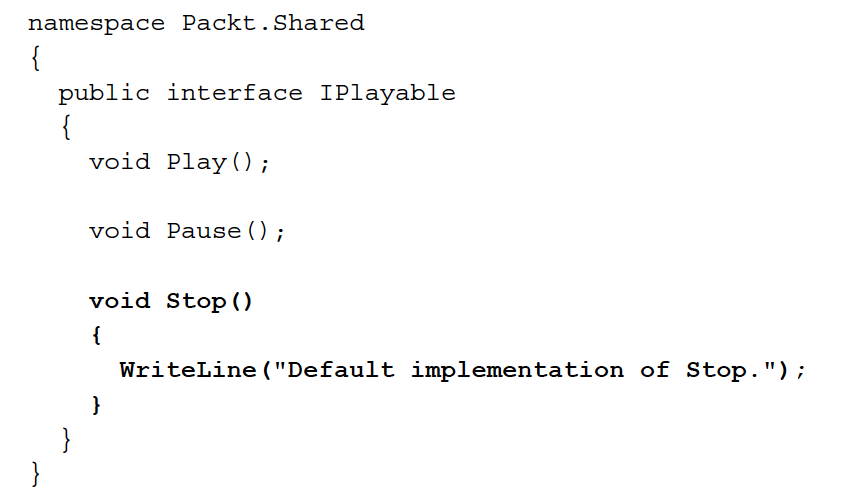 namespace Packt.Shared
{
  public interface IPlayable
  {
    void Play();

    void Pause();

    void Stop()
    {
      WriteLine("Default implementation of Stop.");
    }
  }
}